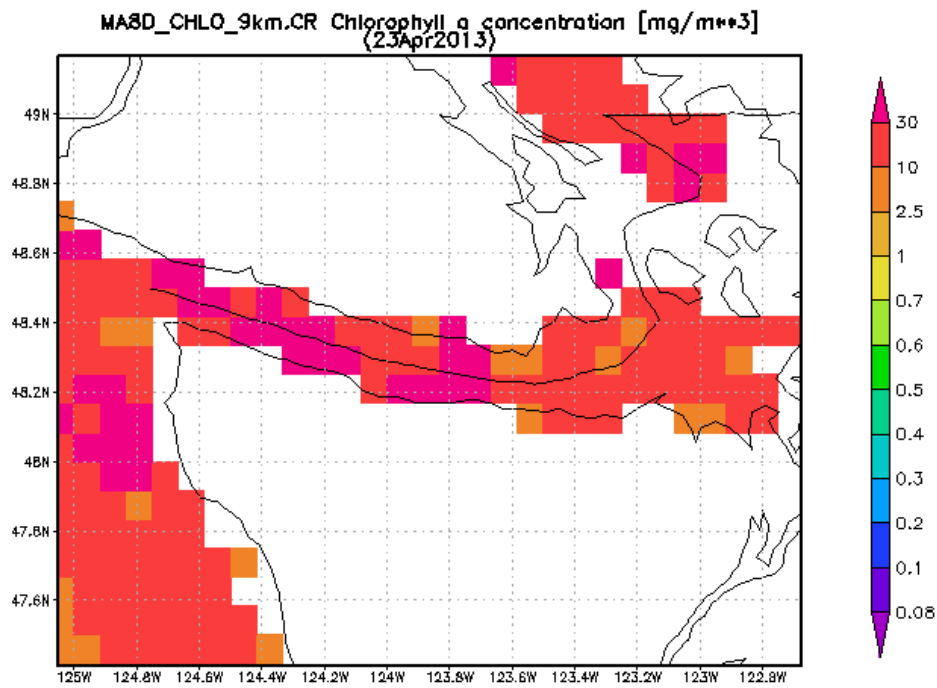 MASD_CHLO_9km.CR Chlorophyll a concentration [mg/m**3]
(23Apr2013)
49N
48.8N
48.6N
48.4N
48.2N
48N
47.8N
47.6N
125W 124.8W 124.6W 124.4W 124.2W 124W 123.8W 123.6W 123.4W 123.2W 123W 122.8W
30
10
2.5
1
0.7
0.6
0.5
0.4
0.3
0.2
0.1
0.08